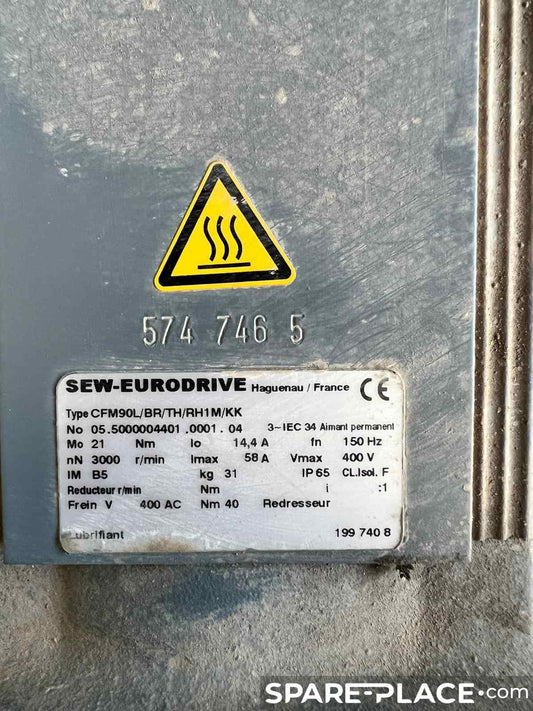 574 746 5
SEW-EURODRIVE Haguenau / France CE
Type CFM90L/BR/TH/RH1M/KK
No 05.5000004401 .0001 . 04 3~IEC 34 Aimant permanent
Mo 21 Nm Io 14,4 A fn 150 Hz
nN 3000 r/min Imax 58 A Vmax 400 V
IM B5 kg 31 IP 65 CL.Isol. F
Reducteur r/min Nm i :1
Frein V 400 AC Nm 40 Redresseur
Lubrifiant 199 740 8
SPARE-PLACE.COM